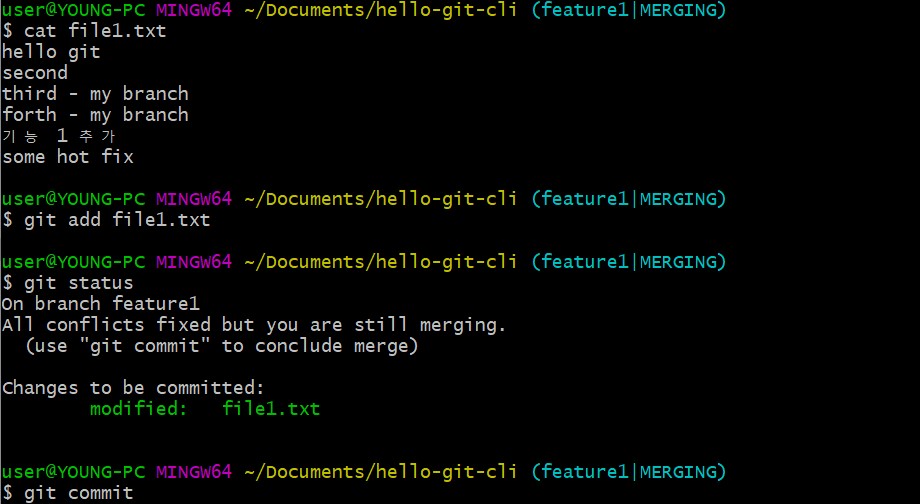 user@YOUNG-PC MINGW64 ~/Documents/hello-git-cli (feature1|MERGING)
$ cat file1.txt
hello git
second
third - my branch
forth - my branch
기능 1 추가
some hot fix
user@YOUNG-PC MINGW64 ~/Documents/hello-git-cli (feature1|MERGING)
$ git add file1.txt
user@YOUNG-PC MINGW64 ~/Documents/hello-git-cli (feature1|MERGING)
$ git status
On branch feature1
All conflicts fixed but you are still merging.
(use "git commit" to conclude merge)
Changes to be committed:
modified: file1.txt
user@YOUNG-PC MINGW64 ~/Documents/hello-git-cli (feature1|MERGING)
$ git commit